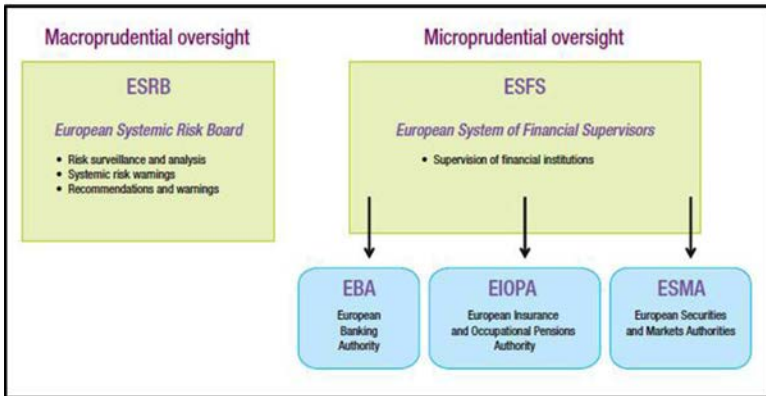 Macroprudential oversight
ESRB
European Systemic Risk Board
• Risk surveillance and analysis
• Systemic risk warnings
• Recommendations and warnings
Microprudential oversight
ESFS
European System of Financial Supervisors
• Supervision of financial institutions
EBA
European
Banking
Authority
EIOPA
European Insurance
and Occupational Pensions
Authority
ESMA
European Securities
and Markets Authorities